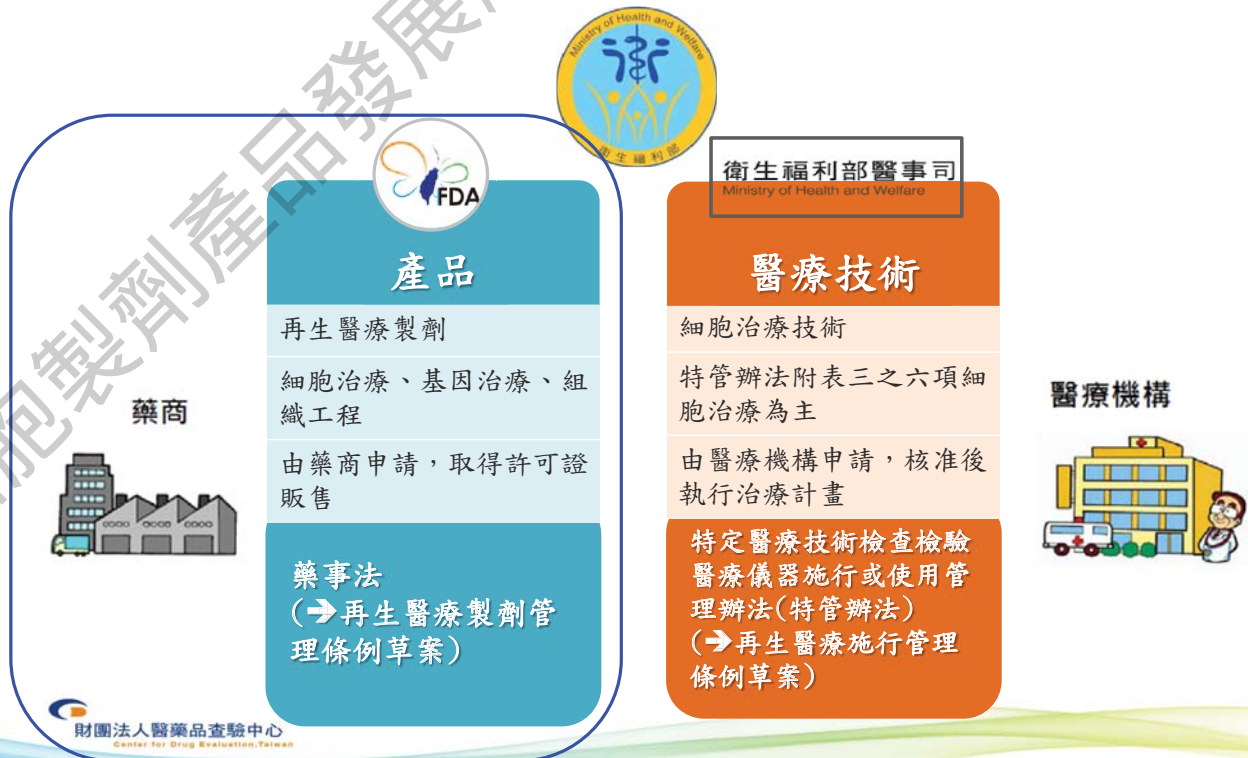 Ministry of Health and Welfare
衛生福利部
FDA
衛生福利部醫事司
Ministry of Health and Welfare
產品
再生醫療製劑
細胞治療、基因治療、組
織工程
由藥商申請，取得許可證
販售
藥事法
(➔再生醫療製劑管
理條例草案)
醫療技術
細胞治療技術
特管辦法附表三之六項細
胞治療為主
由醫療機構申請，核准後
執行治療計畫
特定醫療技術檢查檢驗
醫療儀器施行或使用管
理辦法(特管辦法)
(➔再生醫療施行管理
條例草案)
藥商
醫療機構
財團法人醫藥品查驗中心
Center for Drug Evaluation,Taiwan
胞製劑產品發展